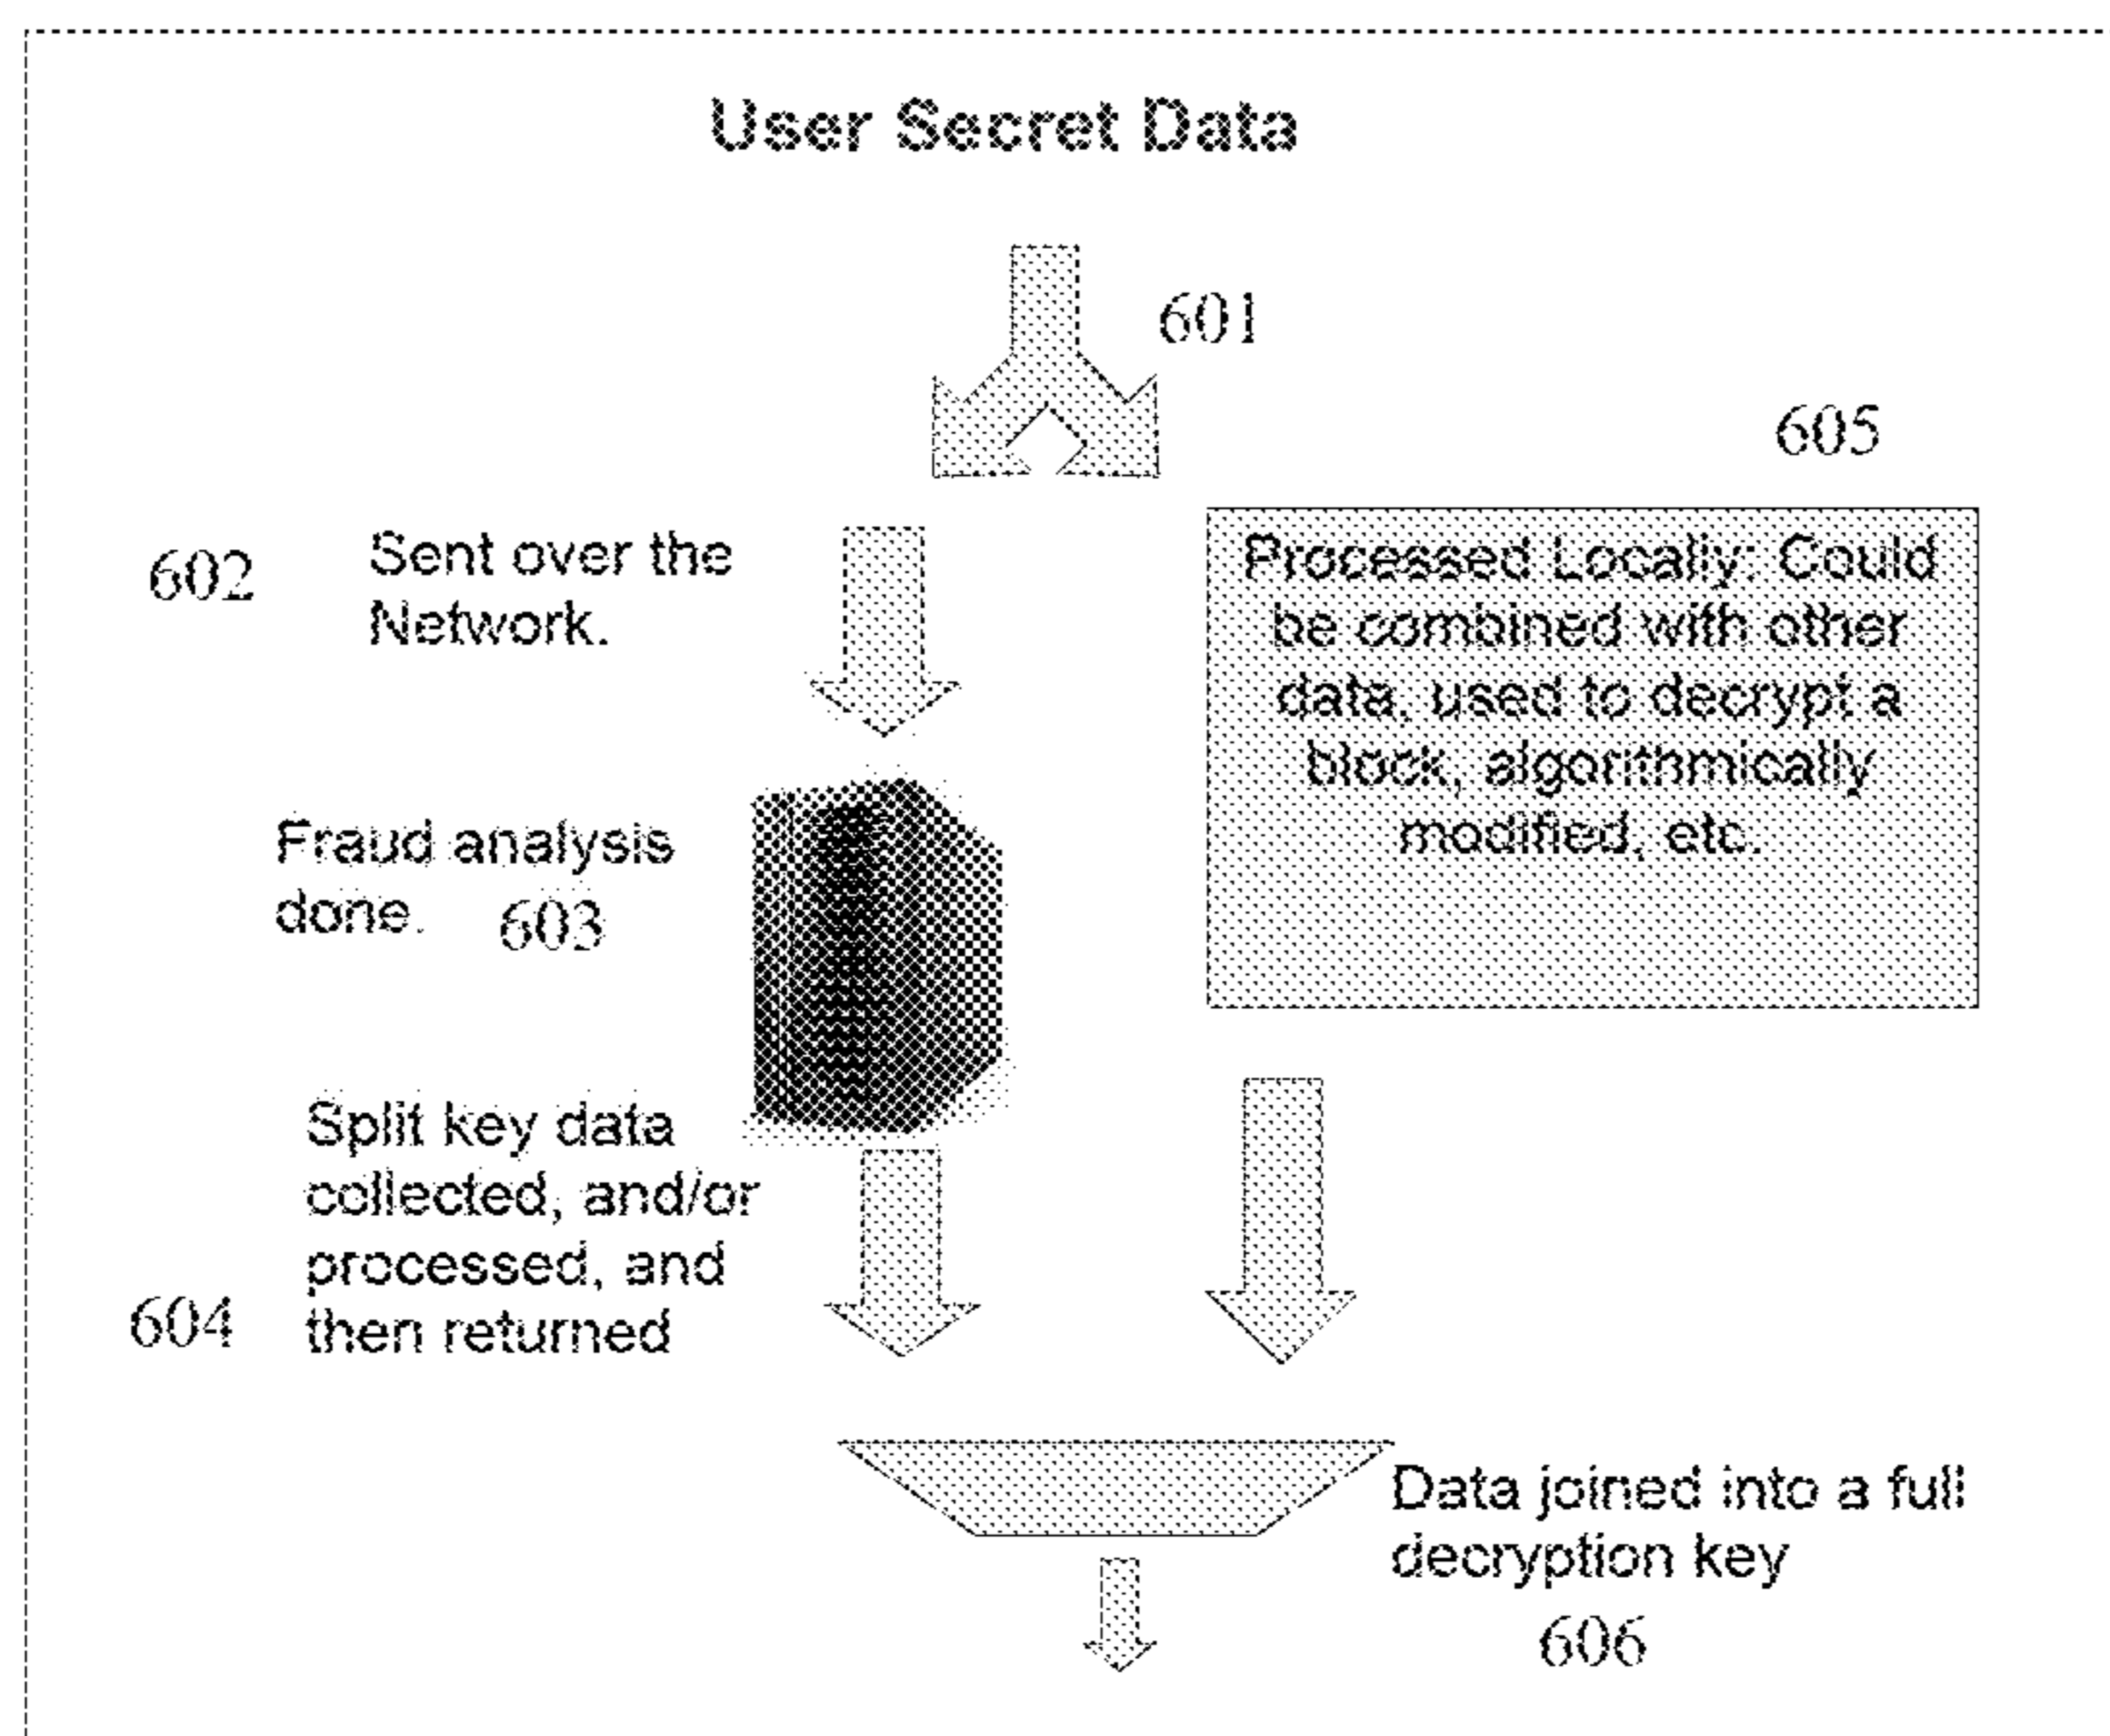 User Secret Data
601
605
602
Sent over the
Network.
Processed Locally: Could
be combined with other
data, used to decrypt a
block, algorithmically
modified, etc.
Fraud analysis
done.
603
Split key data
collected, and/or
processed, and
then returned
604
Data joined into a full
decryption key
606